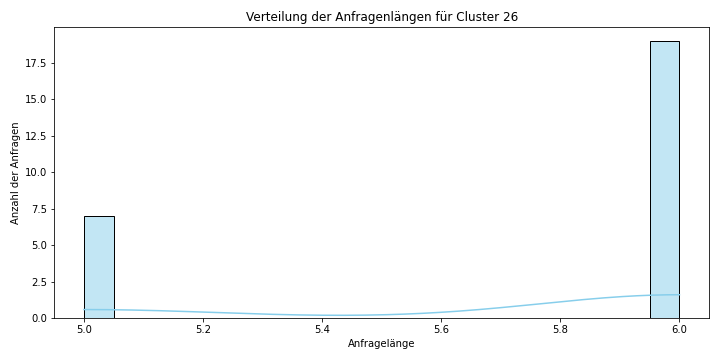 Verteilung der Anfragenlängen für Cluster 26
Anzahl der Anfragen
17.5
15.0
12.5
10.0
7.5
5.0
2.5
0.0
5.0 5.2 5.4 5.6 5.8 6.0
Anfragelänge